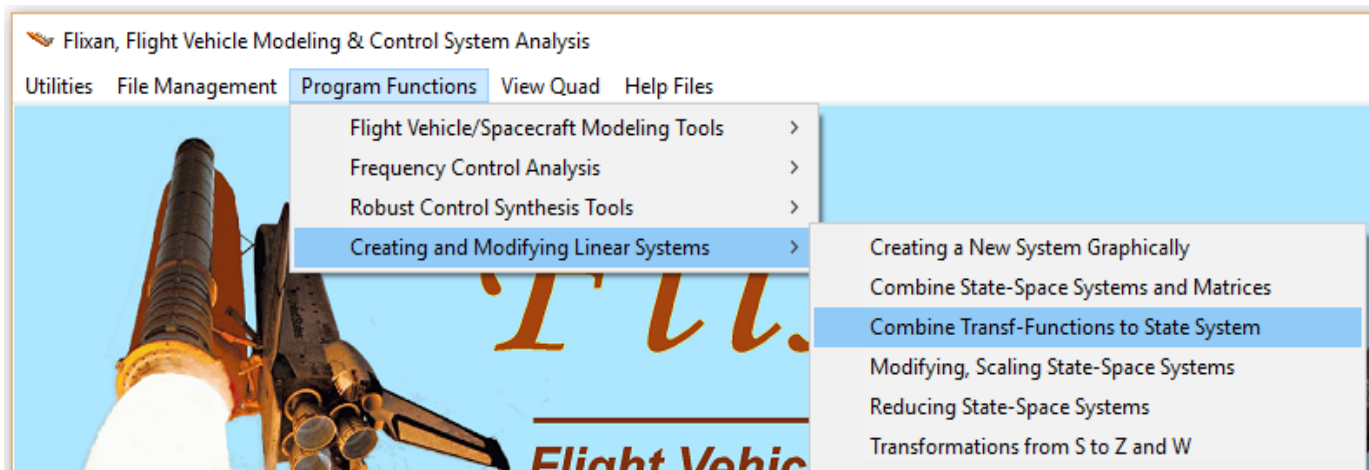 Flixan, Flight Vehicle Modeling & Control System Analysis
Utilities File Management Program Functions View Quad Help Files
Flight Vehicle/Spacecraft Modeling Tools
Frequency Control Analysis
Robust Control Synthesis Tools
Creating and Modifying Linear Systems
Creating a New System Graphically
Combine State-Space Systems and Matrices
Combine Transf-Functions to State System
Modifying, Scaling State-Space Systems
Reducing State-Space Systems
Transformations from S to Z and W
Flight Vehic